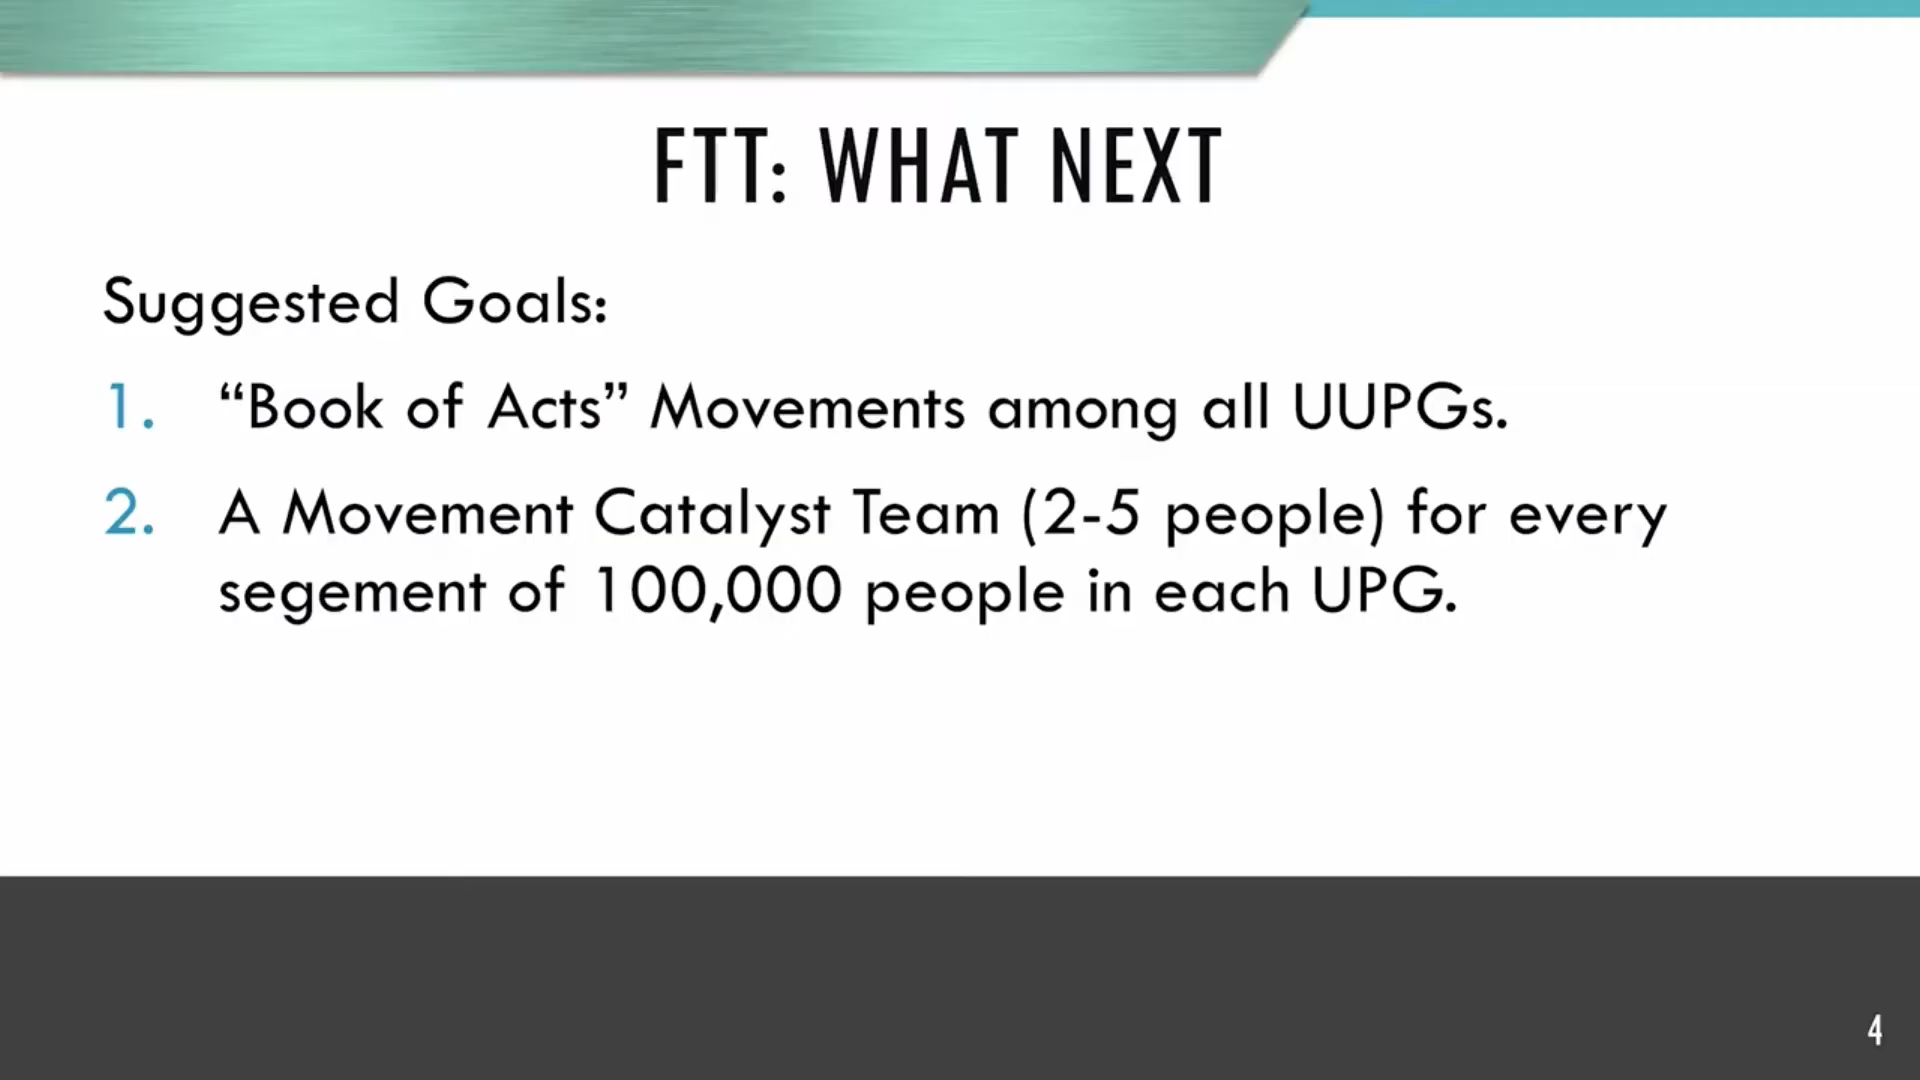 FTT: WHAT NEXT
Suggested Goals:
1. “Book of Acts” Movements among all UUPGs.
2. A Movement Catalyst Team (2-5 people) for every
segement of 100,000 people in each UPG.
4